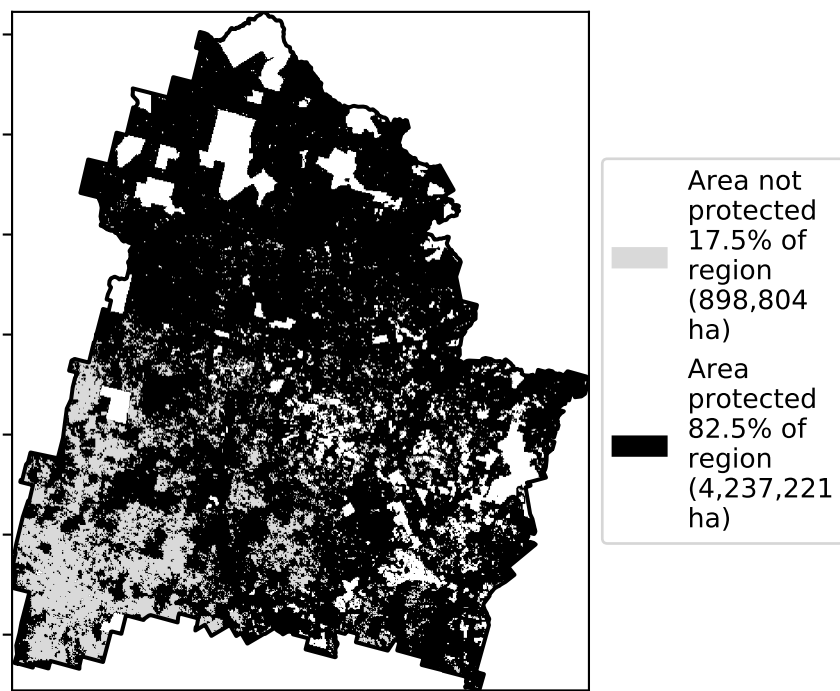 Area not
protected
17.5% of
region
(898,804
ha)
Area
protected
82.5% of
region
(4,237,221
ha)